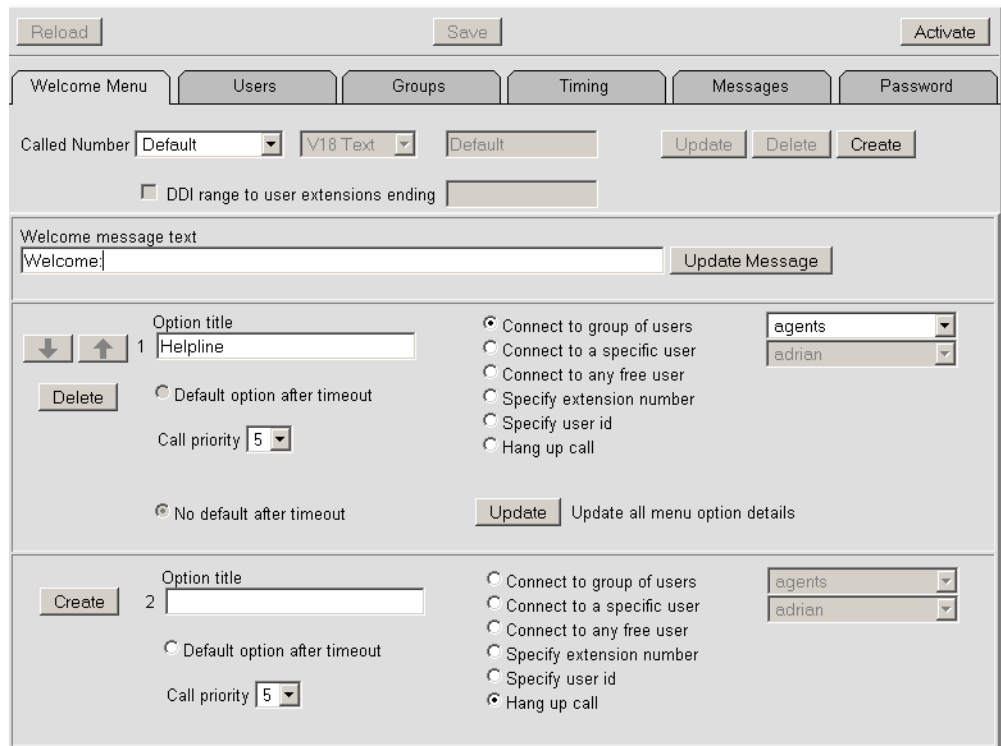 Reload Save Activate
Welcome Menu Users Groups Timing Messages Password
Called Number Default V18 Text Default Update Delete Create
DDI range to user extensions ending
Welcome message text
Welcome: Update Message
Option title
1 Helpline
Delete
Default option after timeout
Call priority 5
Connect to group of users agents
Connect to a specific user adrian
Connect to any free user
Specify extension number
Specify user id
Hang up call
No default after timeout Update Update all menu option details
Option title
Create 2
Default option after timeout
Call priority 5
Connect to group of users agents
Connect to a specific user adrian
Connect to any free user
Specify extension number
Specify user id
Hang up call